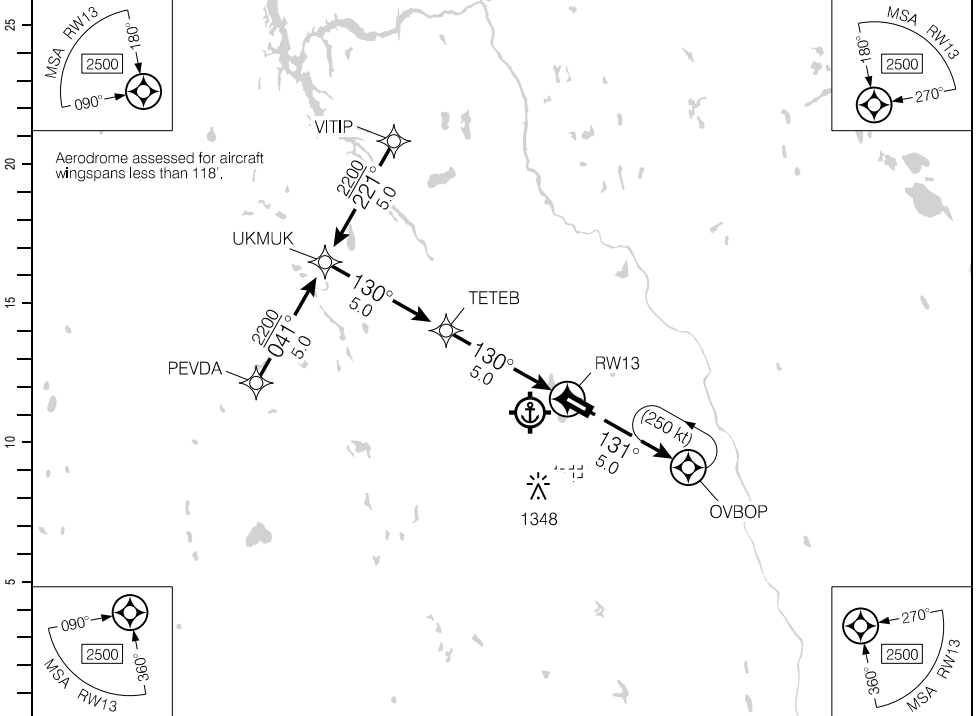 25
20
15
10
5
MSA RW13
180°
2500
090°
MSA RW13
180°
2500
270°
Aerodrome assessed for aircraft
wingspans less than 118'.
VITIP
2200
221°
5.0
UKMUK
130°
5.0
TETEB
2200
041°
5.0
PEVDA
130°
5.0
RW13
(250 kt)
131°
5.0
OVBOP
1348
090°
2500
360°
MSA RW13
270°
2500
360°
MSA RW13